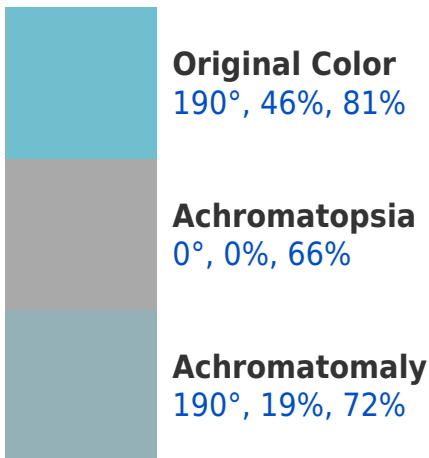 Original Color
190°, 46%, 81%
Achromatopsia
0°, 0%, 66%
Achromatomaly
190°, 19%, 72%